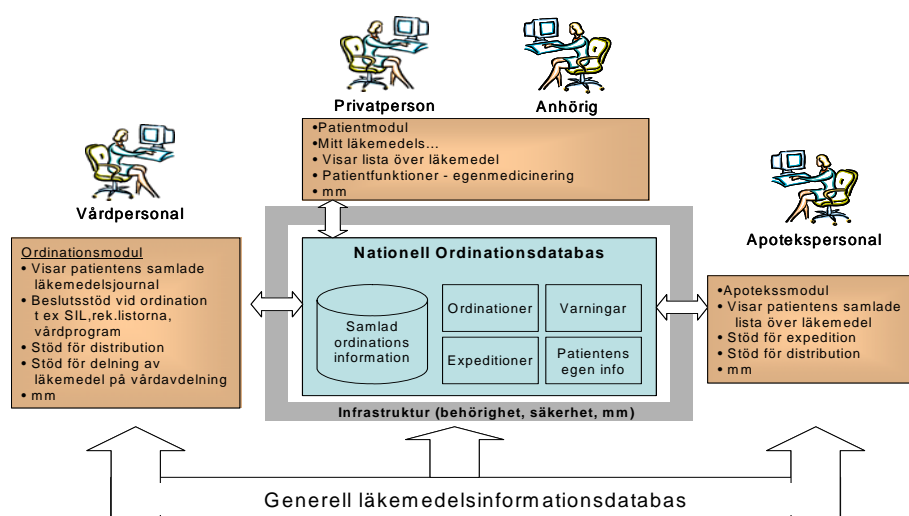 Privatperson
Anhörig
•Patientmodul
•Mitt läkemedels...
• Visar lista över läkemedel
• Patientfunktioner - egenmedicinering
• mm
Vårdpersonal
Ordinationsmodul
• Visar patientens samlade
läkemedelsjournal
• Beslutsstöd vid ordination
t ex SIL,rek.listorna,
vårdprogram
• Stöd för distribution
• Stöd för delning av
läkemedel på vårdavdelning
• mm
Nationell Ordinationsdatabas
Samlad
ordinations
information
Ordinationer
Varningar
Expeditioner
Patientens
egen info
Infrastruktur (behörighet, säkerhet, mm)
Apotekspersonal
•Apotekssmodul
• Visar patientens samlade
lista över läkemedel
• Stöd för expedition
• Stöd för distribution
• mm
Generell läkemedelsinformationsdatabas